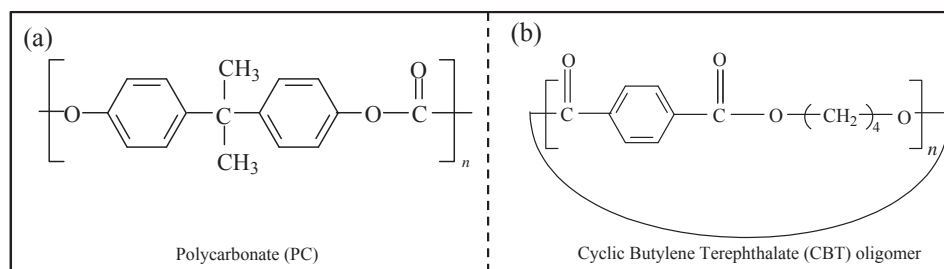 (a)
CH3
O
O
C
O
C
CH3
n
Polycarbonate (PC)
(b)
O
O
C
C
O
(CH2)4
O
n
Cyclic Butylene Terephthalate (CBT) oligomer